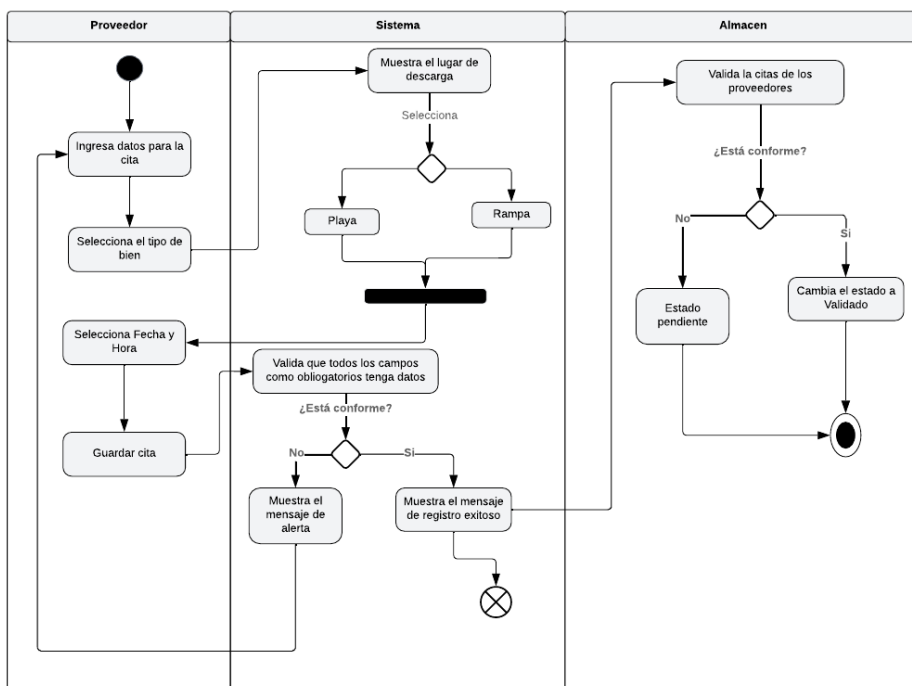 Proveedor
Sistema
Almacen
Muestra el lugar de
descarga
Valida la citas de los
proveedores
Selecciona
Ingresa datos para la
cita
¿Está conforme?
Playa
Rampa
No
Si
Selecciona el tipo de
bien
Estado
pendiente
Cambia el estado a
Validado
Selecciona Fecha y
Hora
Valida que todos los campos
como obliogatorios tenga datos
¿Está conforme?
Guardar cita
No
Si
Muestra el
mensaje de
alerta
Muestra el mensaje
de registro exitoso